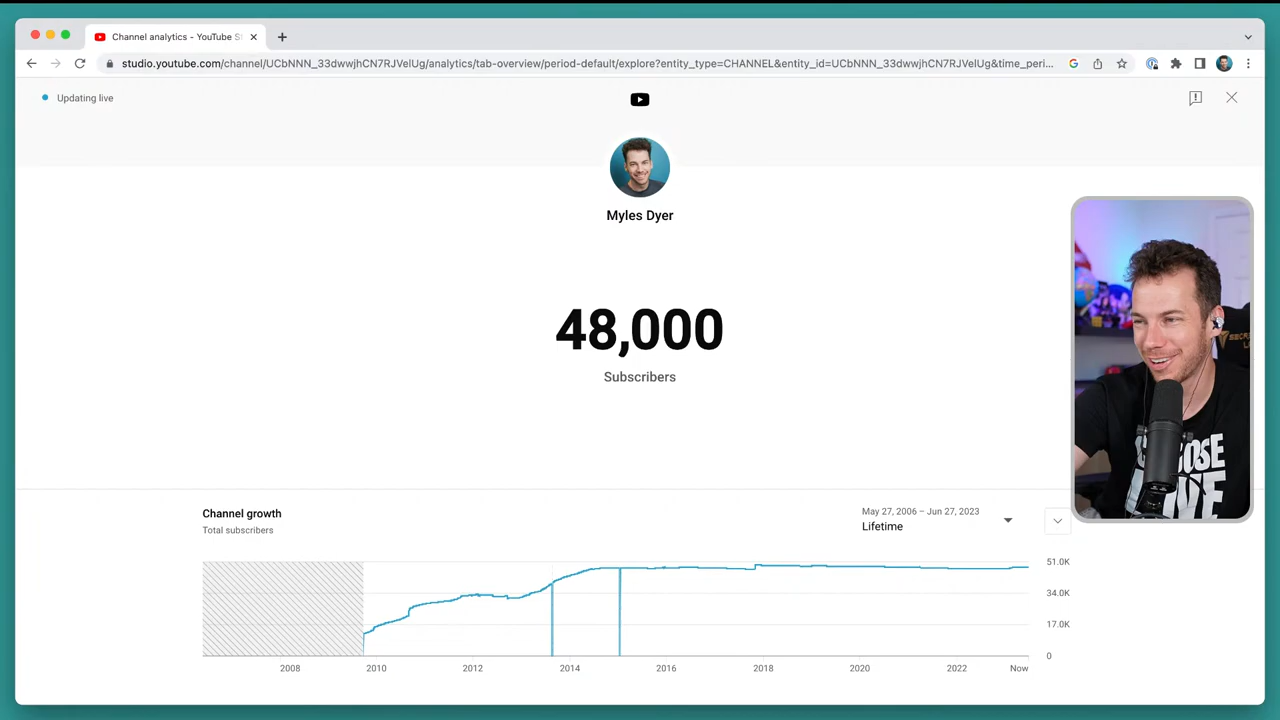 Channel analytics - YouTube S
studio.youtube.com/channel/UCbNNN_33dwwjhCN7RJVelUg/analytics/tab-overview/period-default/explore?entity_type=CHANNEL&entity_id=UCbNNN_33dwwjhCN7RJVelUg&time_peri...
Updating live
Myles Dyer
48,000
Subscribers
Channel growth
Total subscribers
May 27, 2006 – Jun 27, 2023
Lifetime
51.0K
34.0K
17.0K
0
2008 2010 2012 2014 2016 2018 2020 2022 Now